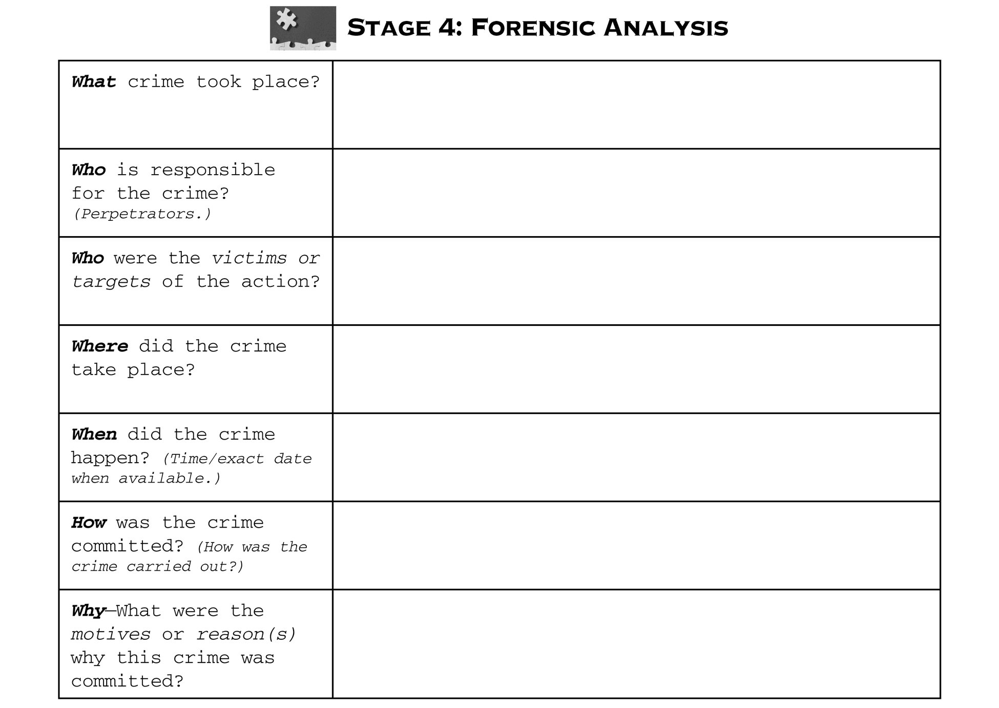 Stage 4: Forensic Analysis
What crime took place?
Who is responsible
for the crime?
(Perpetrators.)
Who were the victims or
targets of the action?
Where did the crime
take place?
When did the crime
happen? (Time/exact date
when available.)
How was the crime
committed? (How was the
crime carried out?)
Why—What were the
motives or reason(s)
why this crime was
committed?